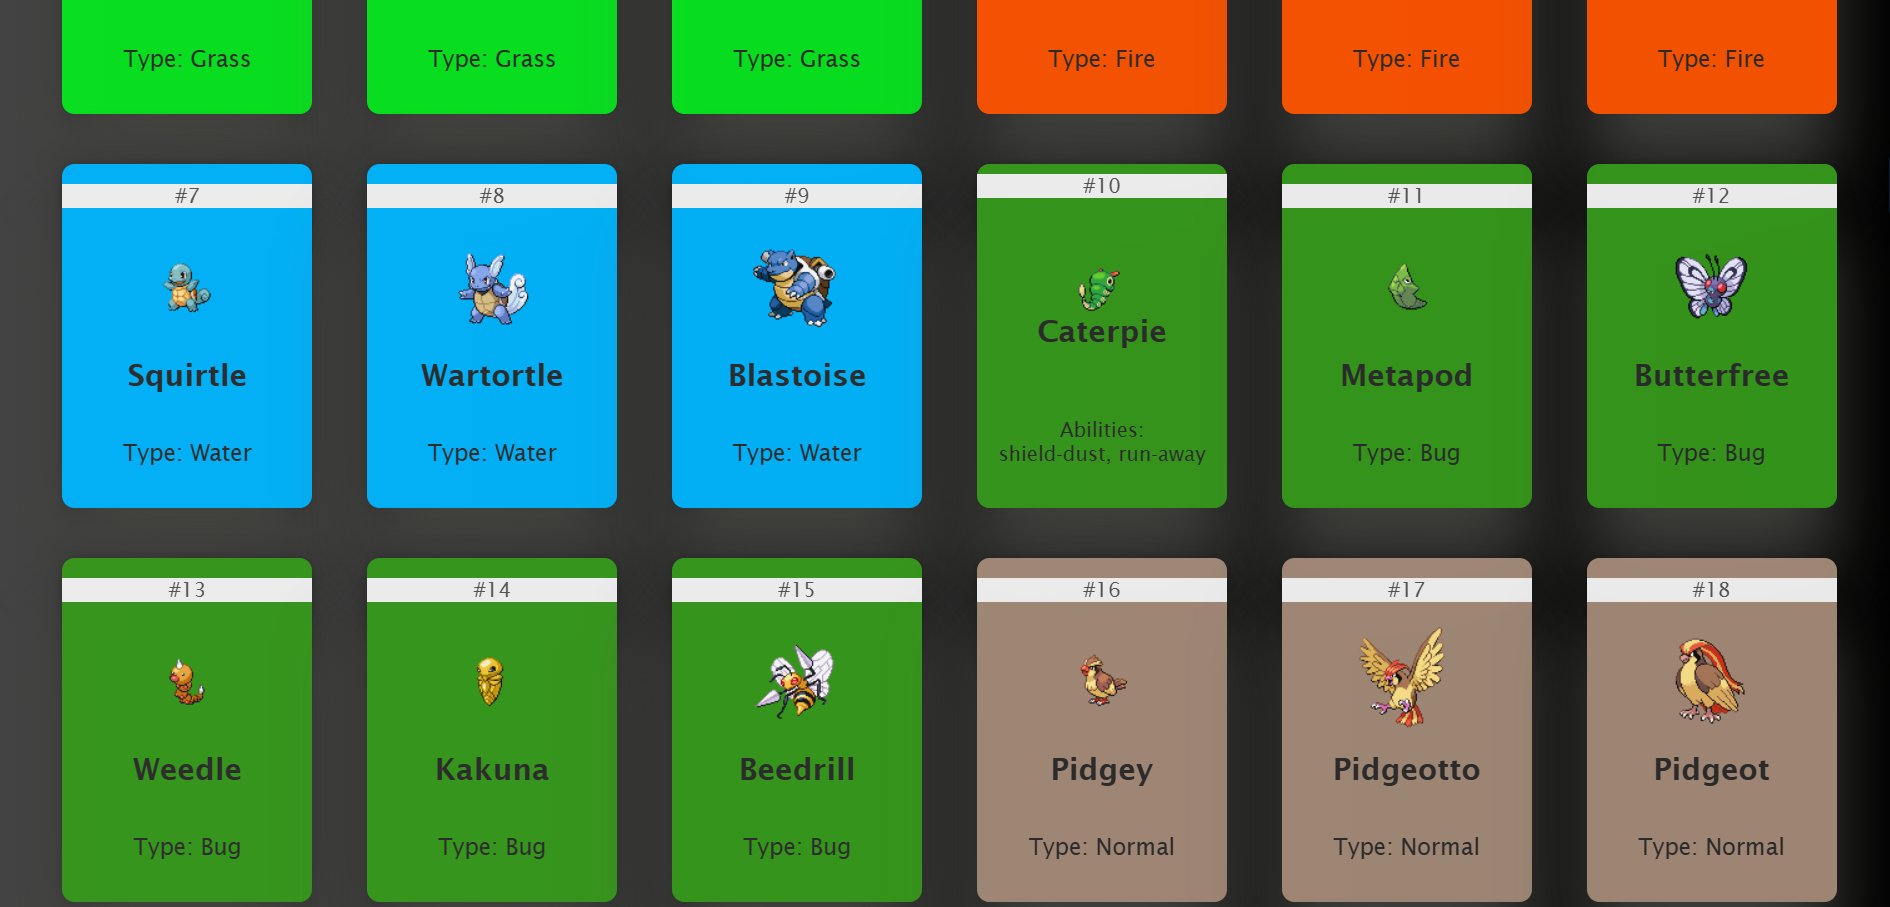 Type: Grass
Type: Grass
Type: Grass
Type: Fire
Type: Fire
Type: Fire
#7
Squirtle
Type: Water
#8
Wartortle
Type: Water
#9
Blastoise
Type: Water
#10
Caterpie
Abilities:
shield-dust, run-away
#11
Metapod
Type: Bug
#12
Butterfree
Type: Bug
#13
Weedle
Type: Bug
#14
Kakuna
Type: Bug
#15
Beedrill
Type: Bug
#16
Pidgey
Type: Normal
#17
Pidgeotto
Type: Normal
#18
Pidgeot
Type: Normal